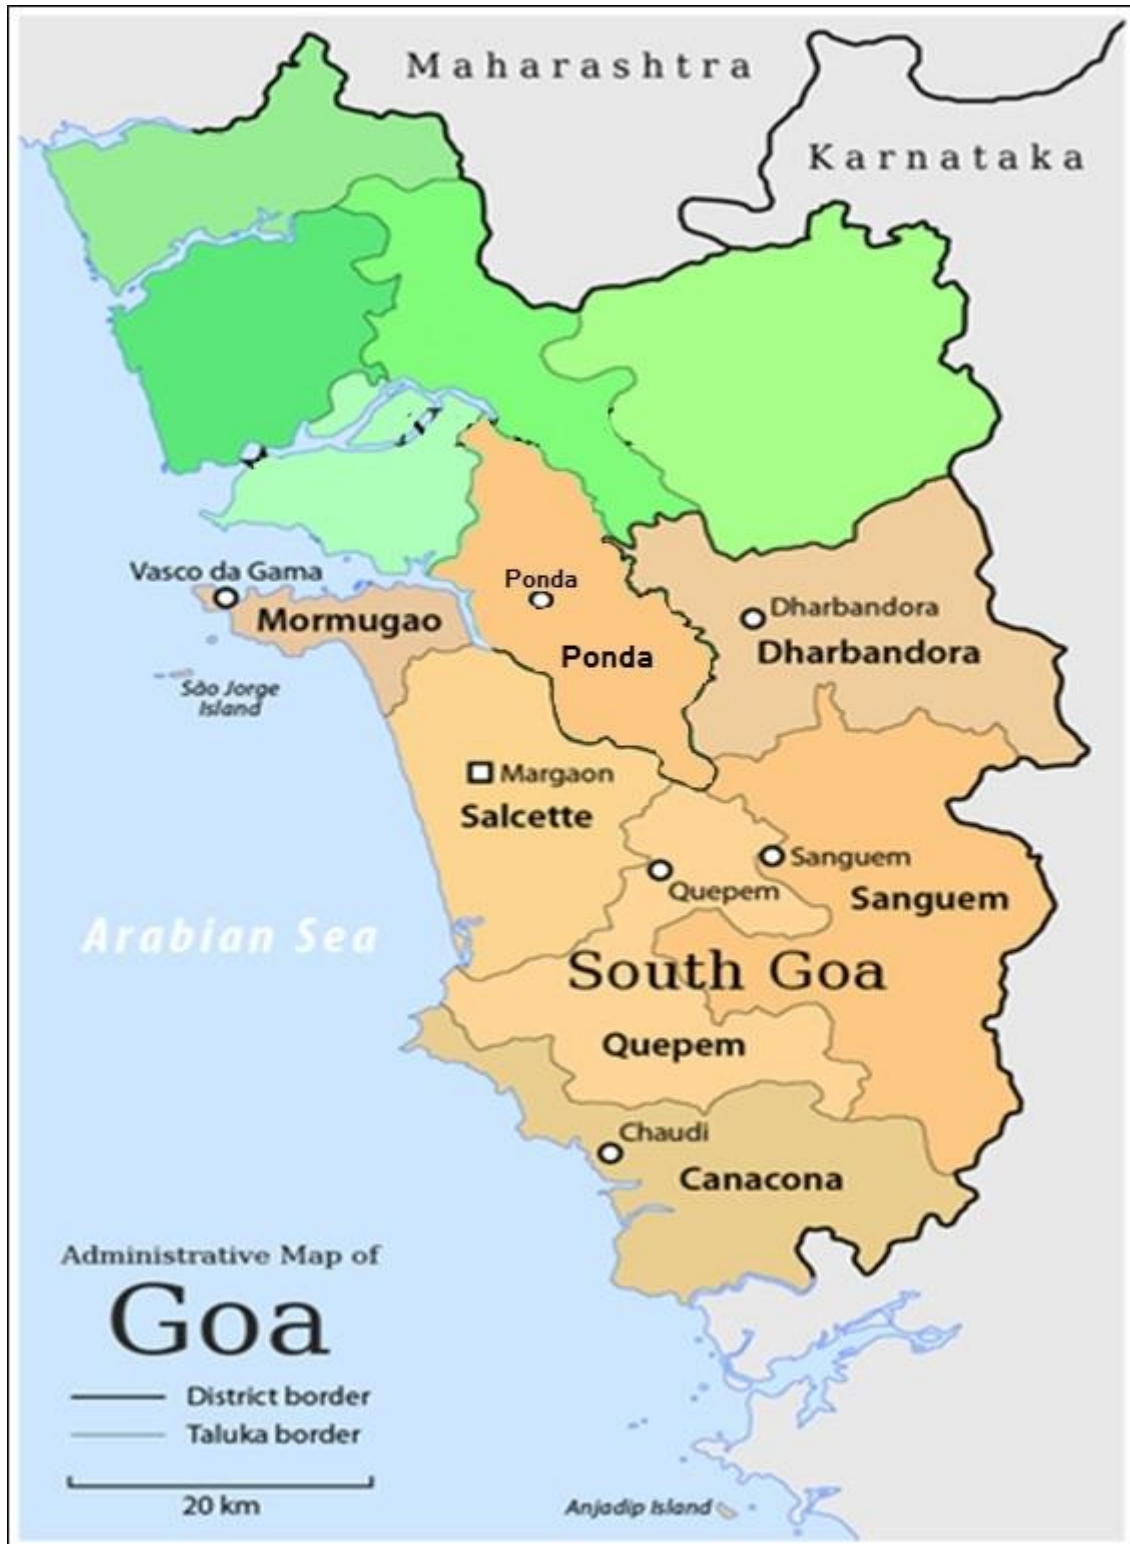 Maharashtra
Karnataka
Vasco da Gama
Mormugao
São Jorge
Island
Ponda
Ponda
Dharbandora
Dharbandora
Margaon
Salcette
Sanguem
Quepem
Sanguem
Arabian Sea
South Goa
Quepem
Chaudi
Canacona
Administrative Map of
Goa
District border
Taluka border
20 km
Anjadip Island